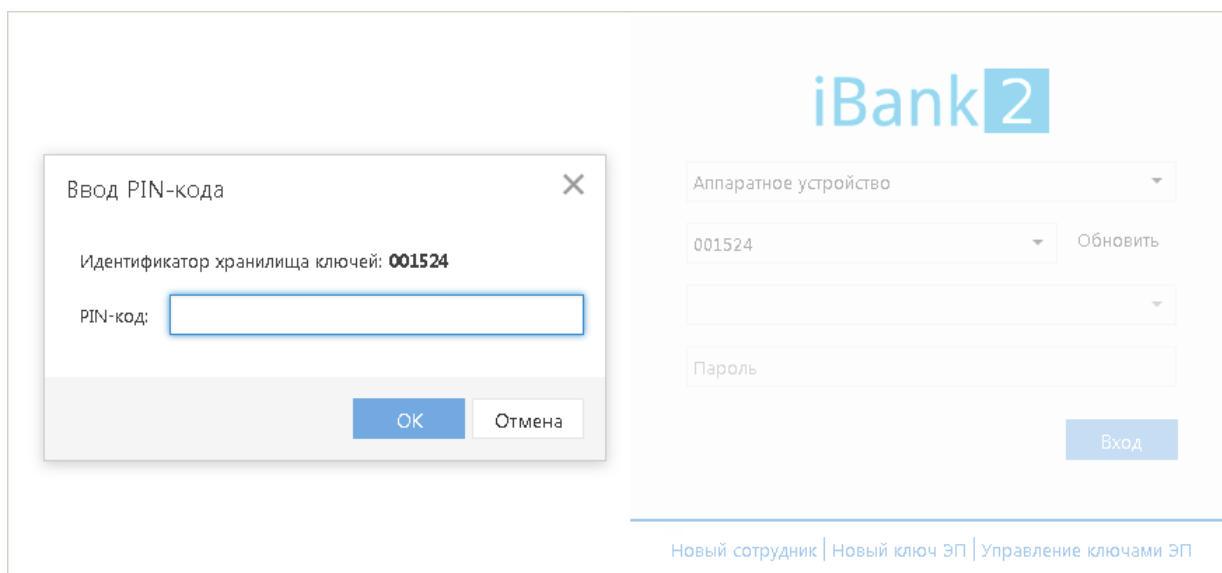 iBank 2
Ввод PIN-кода
Идентификатор хранилища ключей: 001524
PIN-код:
ОК
Отмена
Аппаратное устройство
001524
Обновить
Пароль
Вход
Новый сотрудник | Новый ключ ЭП | Управление ключами ЭП